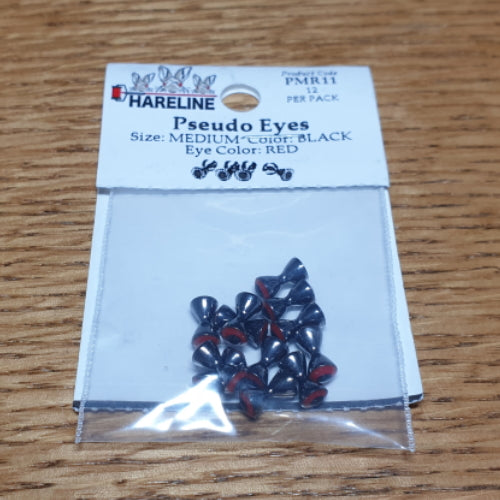 HARELINE
Product Code
PMR11
12
PER PACK
Pseudo Eyes
Size: MEDIUM Color: BLACK
Eye Color: RED